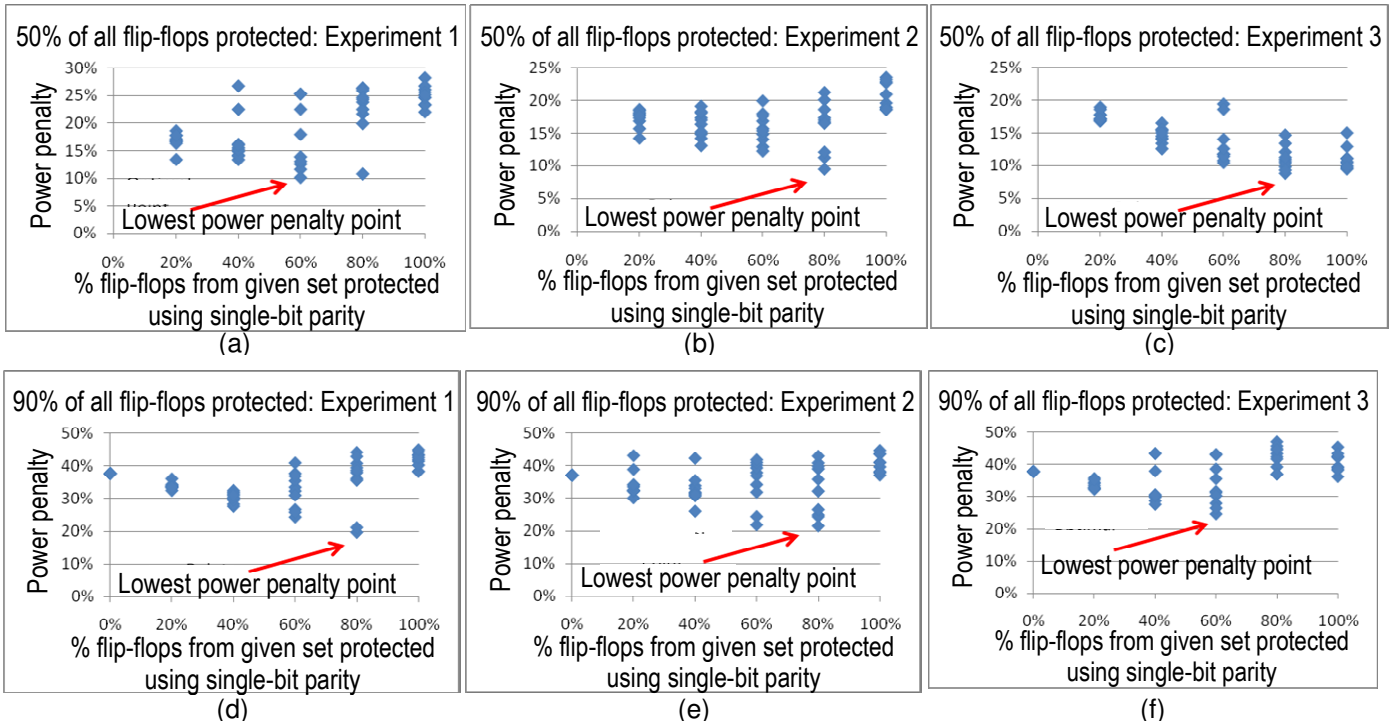 50% of all flip-flops protected: Experiment 1
Power penalty
30%
25%
20%
15%
10%
5%
0%
Lowest power penalty point
0% 20% 40% 60% 80% 100%
% flip-flops from given set protected
using single-bit parity
(a)
50% of all flip-flops protected: Experiment 2
Power penalty
25%
20%
15%
10%
5%
0%
Lowest power penalty point
0% 20% 40% 60% 80% 100%
% flip-flops from given set protected
using single-bit parity
(b)
50% of all flip-flops protected: Experiment 3
Power penalty
25%
20%
15%
10%
5%
0%
Lowest power penalty point
0% 20% 40% 60% 80% 100%
% flip-flops from given set protected
using single-bit parity
(c)
90% of all flip-flops protected: Experiment 1
Power penalty
50%
40%
30%
20%
10%
0%
Lowest power penalty point
0% 20% 40% 60% 80% 100%
% flip-flops from given set protected
using single-bit parity
(d)
90% of all flip-flops protected: Experiment 2
Power penalty
50%
40%
30%
20%
10%
0%
Lowest power penalty point
0% 20% 40% 60% 80% 100%
% flip-flops from given set protected
using single-bit parity
(e)
90% of all flip-flops protected: Experiment 3
Power penalty
50%
40%
30%
20%
10%
0%
Lowest power penalty point
0% 20% 40% 60% 80% 100%
% flip-flops from given set protected
using single-bit parity
(f)